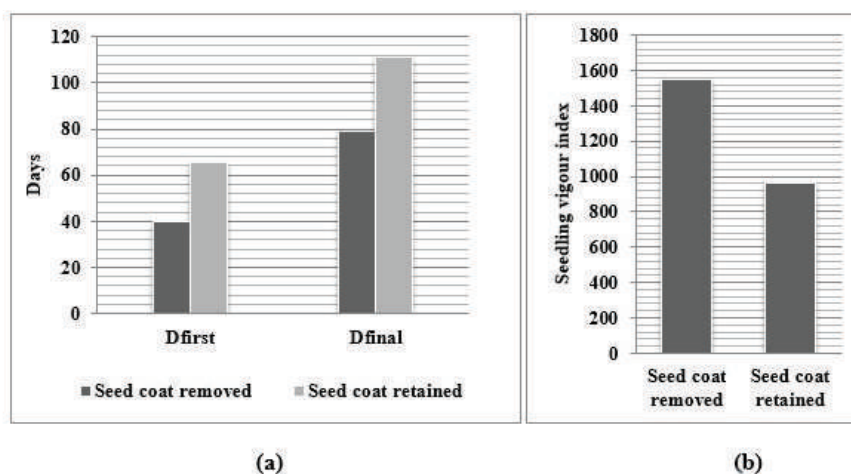 120
100
80
60
40
20
0
Days
Dfirst Dfinal
Seed coat removed Seed coat retained
(a)
1800
1600
1400
1200
1000
800
600
400
200
0
Seedling vigour index
Seed coat removed
Seed coat retained
(b)